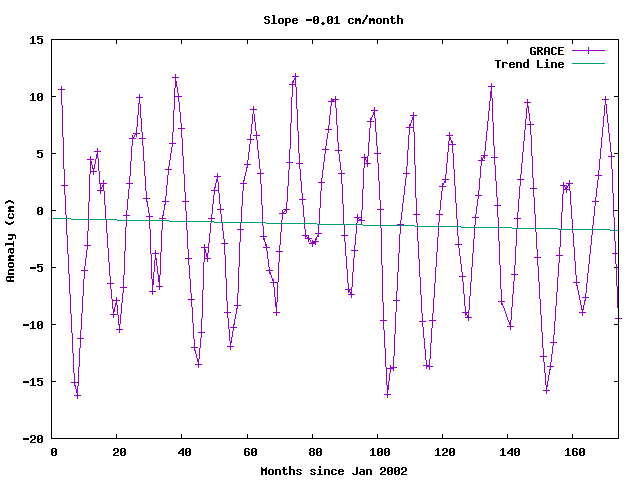 Slope -0.01 cm/month
GRACE
Trend Line
15
10
5
0
-5
-10
-15
-20
Anomaly (cm)
0 20 40 60 80 100 120 140 160
Months since Jan 2002